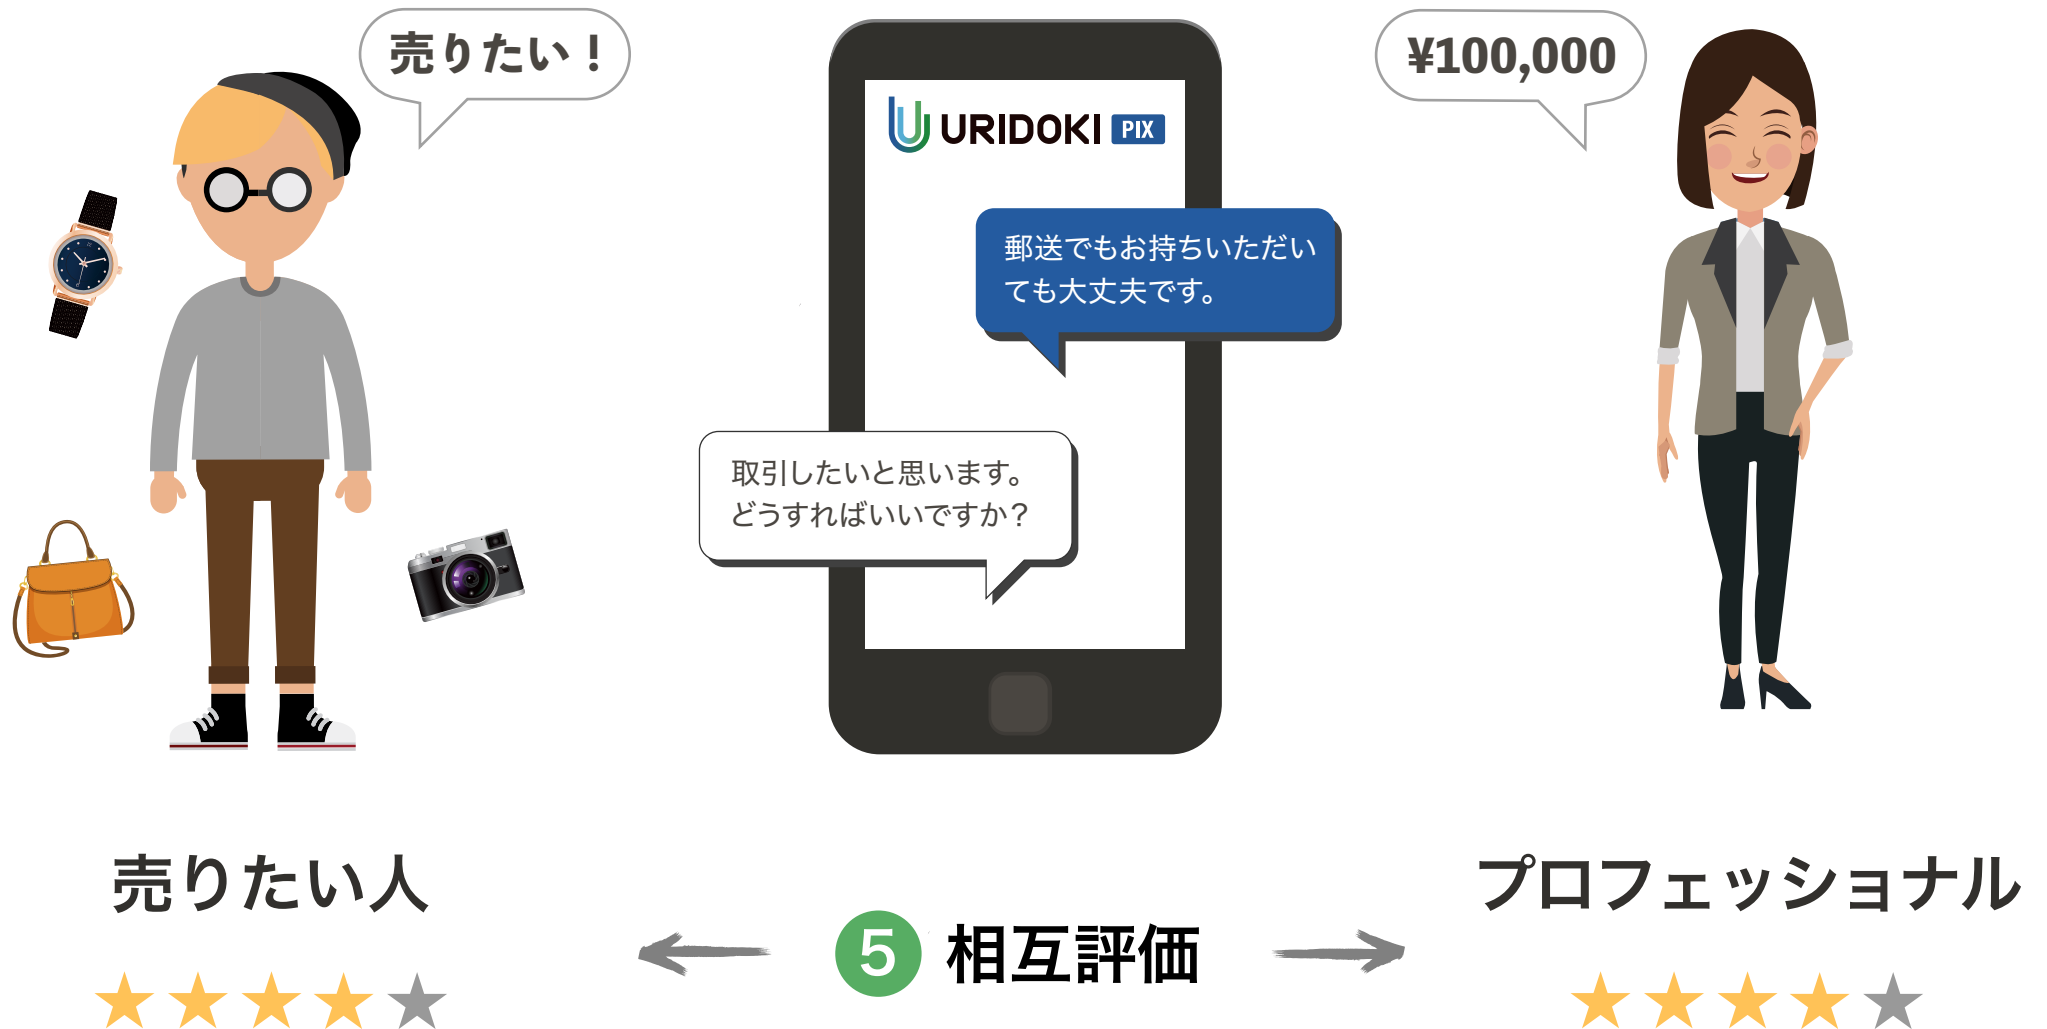 売りたい！
¥100,000
URIDOKI PIX
郵送でもお持ちいただい
ても大丈夫です。
取引したいと思います。
どうすればいいですか？
売りたい人
プロフェッショナル
5 相互評価